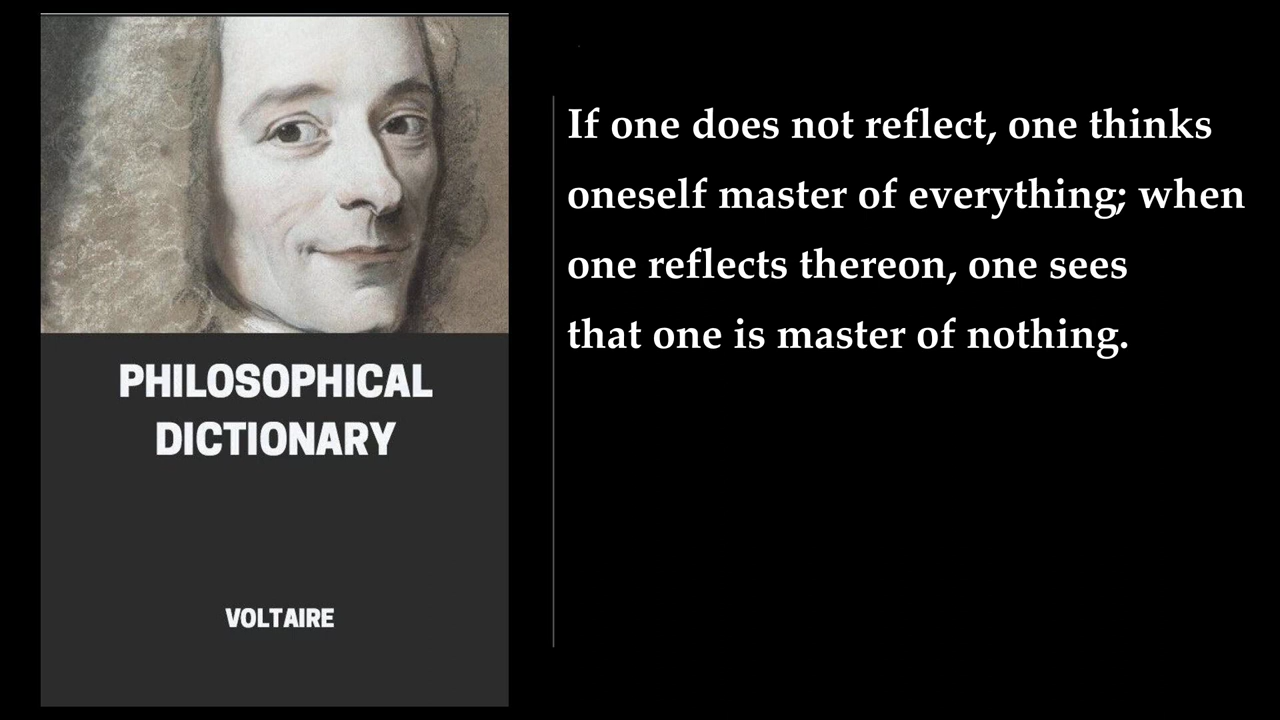 PHILOSOPHICAL
DICTIONARY
VOLTAIRE
If one does not reflect, one thinks
oneself master of everything; when
one reflects thereon, one sees
that one is master of nothing.